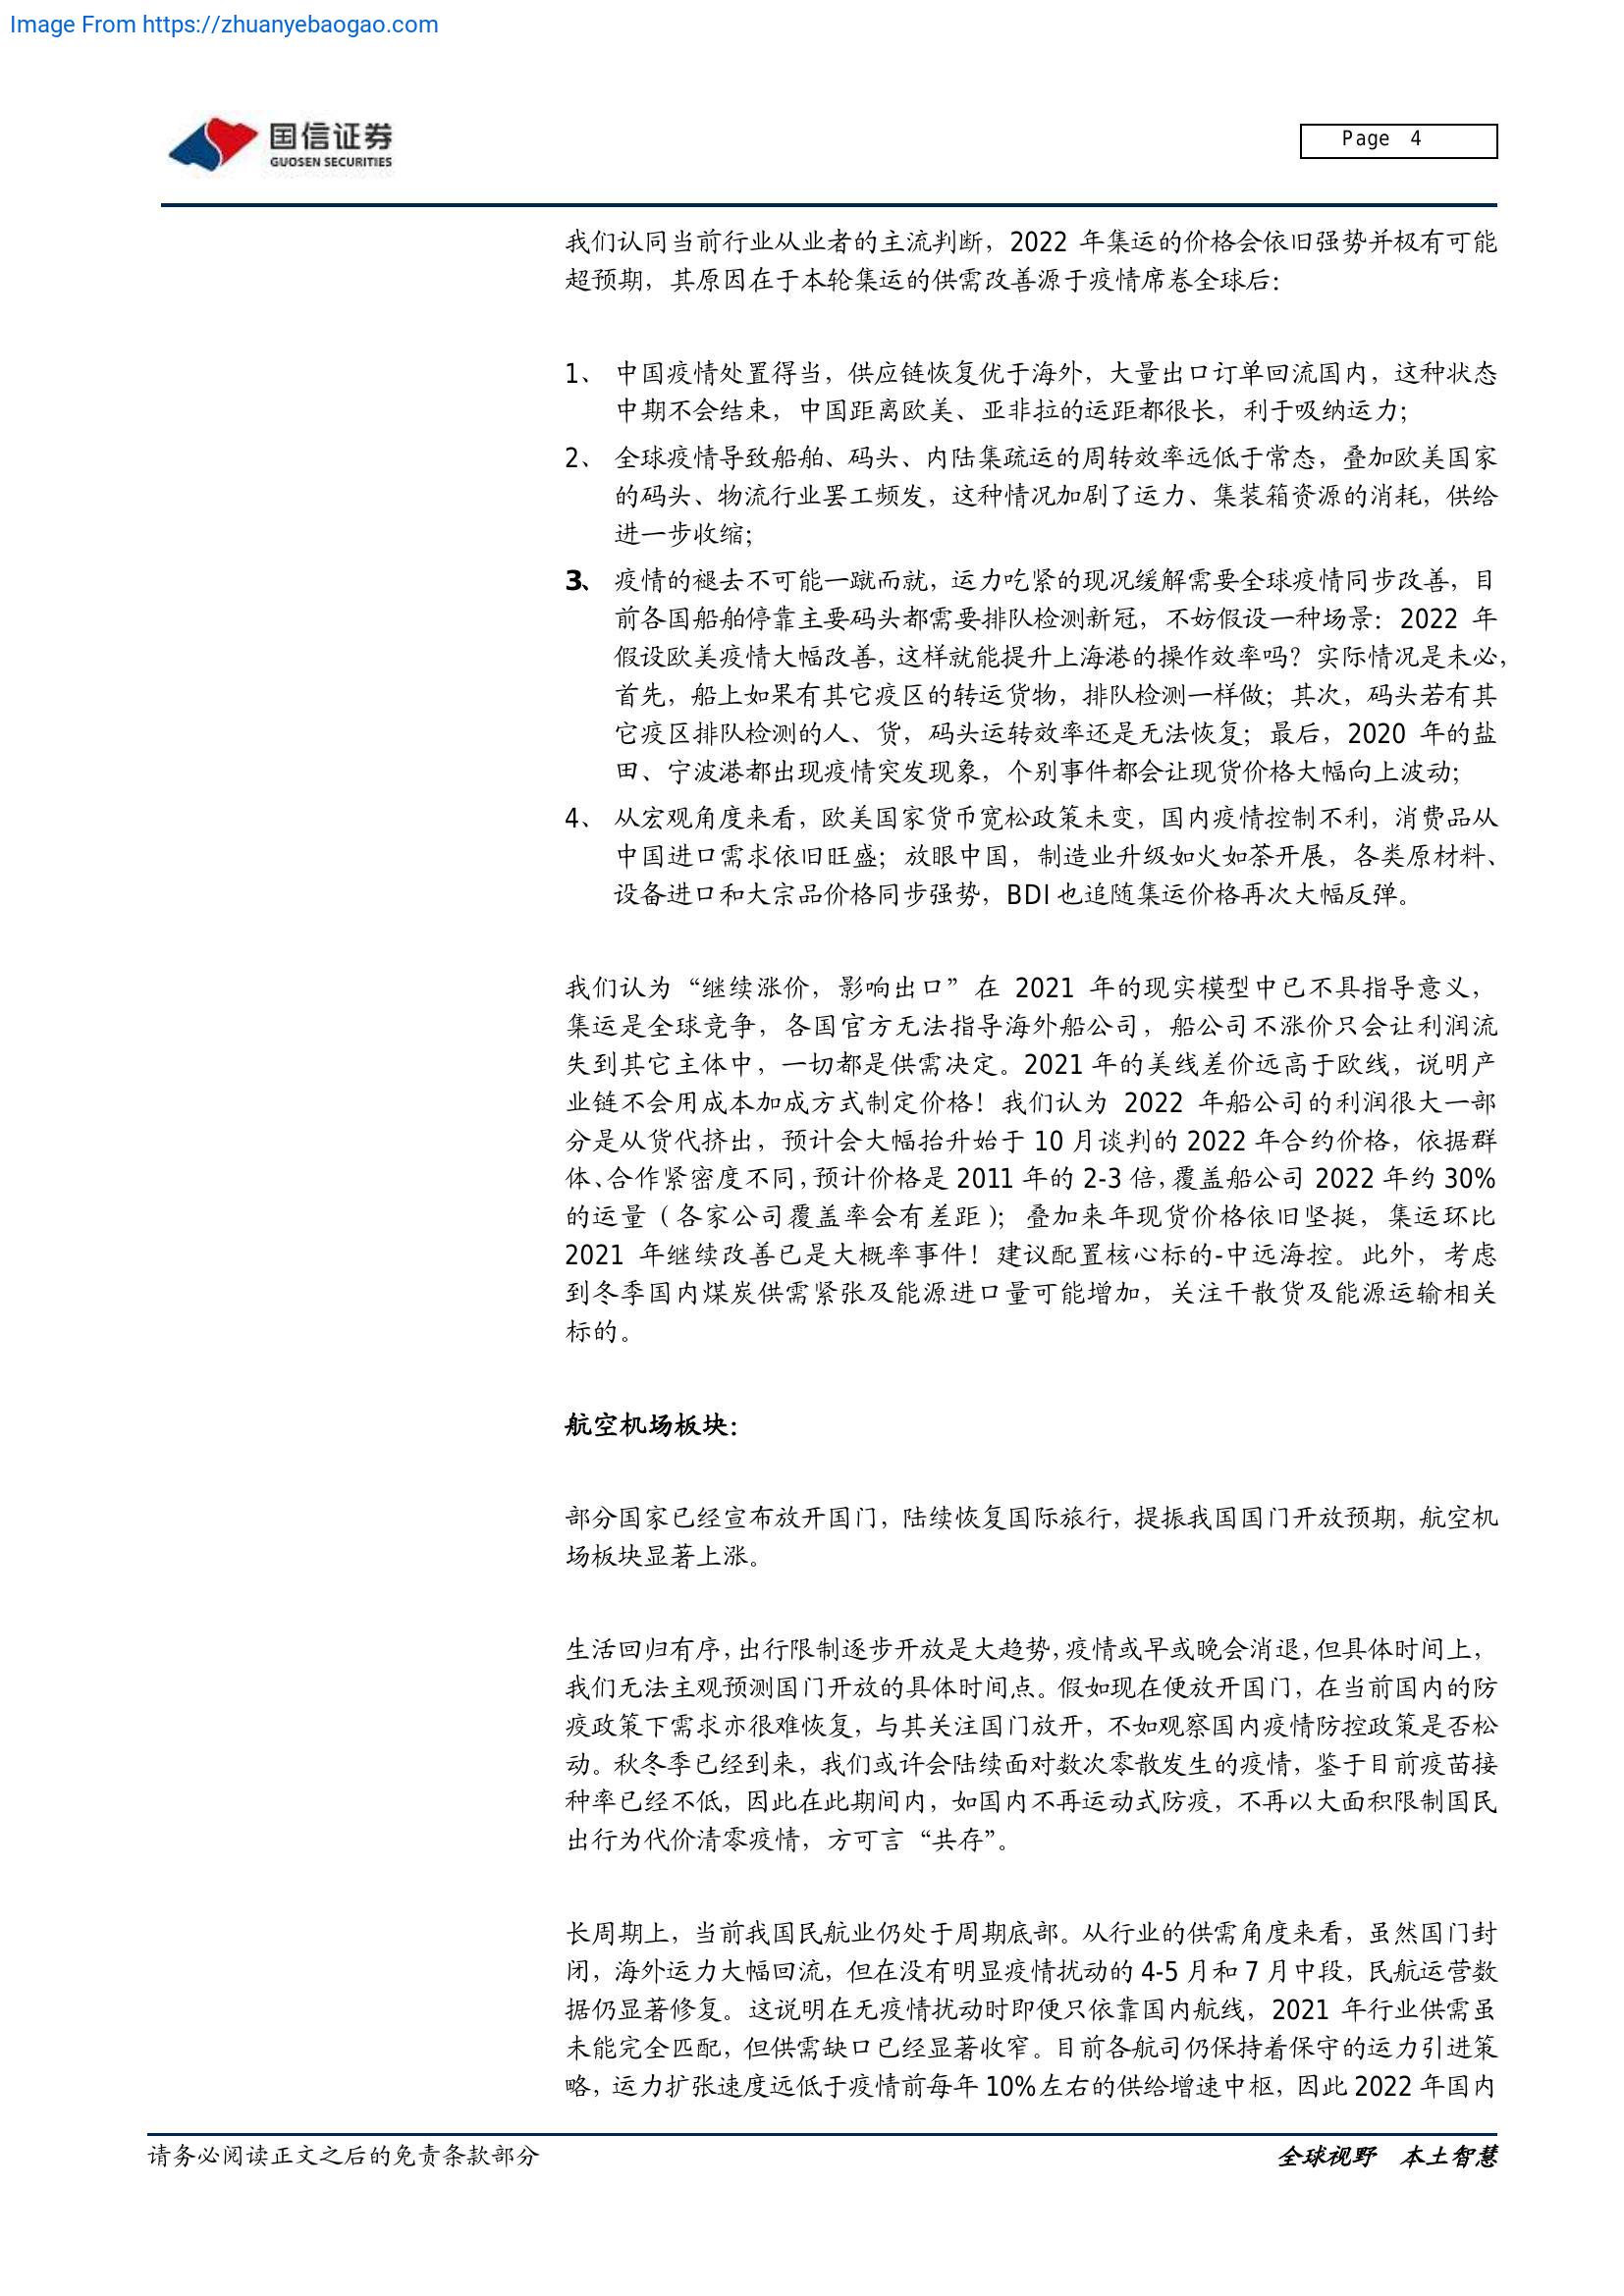 Image From https://zhuanyebaogao.com
国信证券
GUOSEN SECURITIES
Page 4
我们认同当前行业从业者的主流判断，2022 年集运的价格会依旧强势并极有可能
超预期，其原因在于本轮集运的供需改善源于疫情席卷全球后：
1、 中国疫情处置得当，供应链恢复优于海外，大量出口订单回流国内，这种状态
中期不会结束，中国距离欧美、亚非拉的运距都很长，利于吸纳运力；
2、 全球疫情导致船舶、码头、内陆集疏运的周转效率远低于常态，叠加欧美国家
的码头、物流行业罢工频发，这种情况加剧了运力、集装箱资源的消耗，供给
进一步收缩；
3、 疫情的褪去不可能一蹴而就，运力吃紧的现况缓解需要全球疫情同步改善，目
前各国船舶停靠主要码头都需要排队检测新冠，不妨假设一种场景：2022 年
假设欧美疫情大幅改善，这样就能提升上海港的操作效率吗？实际情况是未必，
首先，船上如果有其它疫区的转运货物，排队检测一样做；其次，码头若有其
它疫区排队检测的人、货，码头运转效率还是无法恢复；最后，2020 年的盐
田、宁波港都出现疫情突发现象，个别事件都会让现货价格大幅向上波动；
4、 从宏观角度来看，欧美国家货币宽松政策未变，国内疫情控制不利，消费品从
中国进口需求依旧旺盛；放眼中国，制造业升级如火如荼开展，各类原材料、
设备进口和大宗品价格同步强势，BDI 也追随集运价格再次大幅反弹。
我们认为“继续涨价，影响出口”在 2021 年的现实模型中已不具指导意义，
集运是全球竞争，各国官方无法指导海外船公司，船公司不涨价只会让利润流
失到其它主体中，一切都是供需决定。2021 年的美线差价远高于欧线，说明产
业链不会用成本加成方式制定价格！我们认为 2022 年船公司的利润很大一部
分是从货代挤出，预计会大幅抬升始于 10 月谈判的 2022 年合约价格，依据群
体、合作紧密度不同，预计价格是 2011 年的 2-3 倍，覆盖船公司 2022 年约 30%
的运量（各家公司覆盖率会有差距）；叠加来年现货价格依旧坚挺，集运环比
2021 年继续改善已是大概率事件！建议配置核心标的-中远海控。此外，考虑
到冬季国内煤炭供需紧张及能源进口量可能增加，关注干散货及能源运输相关
标的。
航空机场板块：
部分国家已经宣布放开国门，陆续恢复国际旅行，提振我国国门开放预期，航空机
场板块显著上涨。
生活回归有序，出行限制逐步开放是大趋势，疫情或早或晚会消退，但具体时间上，
我们无法主观预测国门开放的具体时间点。假如现在便放开国门，在当前国内的防
疫政策下需求亦很难恢复，与其关注国门放开，不如观察国内疫情防控政策是否松
动。秋冬季已经到来，我们或许会陆续面对数次零散发生的疫情，鉴于目前疫苗接
种率已经不低，因此在此期间内，如国内不再运动式防疫，不再以大面积限制国民
出行为代价清零疫情，方可言“共存”。
长周期上，当前我国民航业仍处于周期底部。从行业的供需角度来看，虽然国门封
闭，海外运力大幅回流，但在没有明显疫情扰动的 4-5 月和 7 月中段，民航运营数
据仍显著修复。这说明在无疫情扰动时即便只依靠国内航线，2021 年行业供需虽
未能完全匹配，但供需缺口已经显著收窄。目前各航司仍保持着保守的运力引进策
略，运力扩张速度远低于疫情前每年 10%左右的供给增速中枢，因此 2022 年国内
请务必阅读正文之后的免责条款部分
全球视野 本土智慧